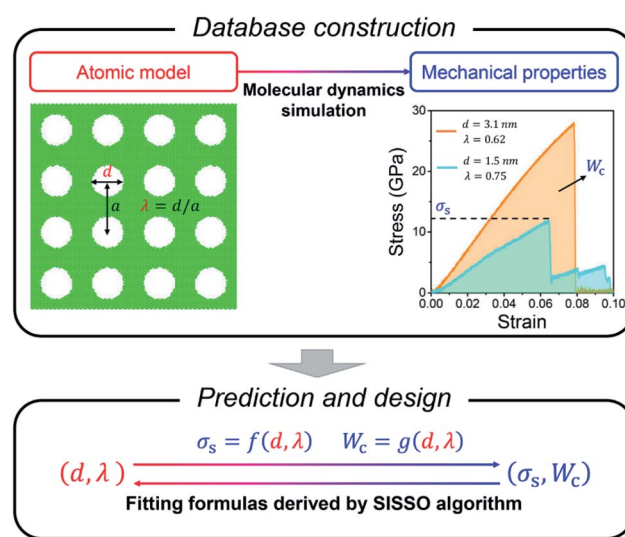 Database construction
Atomic model
Molecular dynamics
simulation
Mechanical properties
d
a
λ = d/a
30
20
10
0
Stress (GPa)
d = 3.1 nm
λ = 0.62
d = 1.5 nm
λ = 0.75
W_c
σ_s
0.00 0.02 0.04 0.06 0.08 0.10
Strain
Prediction and design
σ_s = f(d, λ) W_c = g(d, λ)
(d, λ) (σ_s, W_c)
Fitting formulas derived by SISSO algorithm